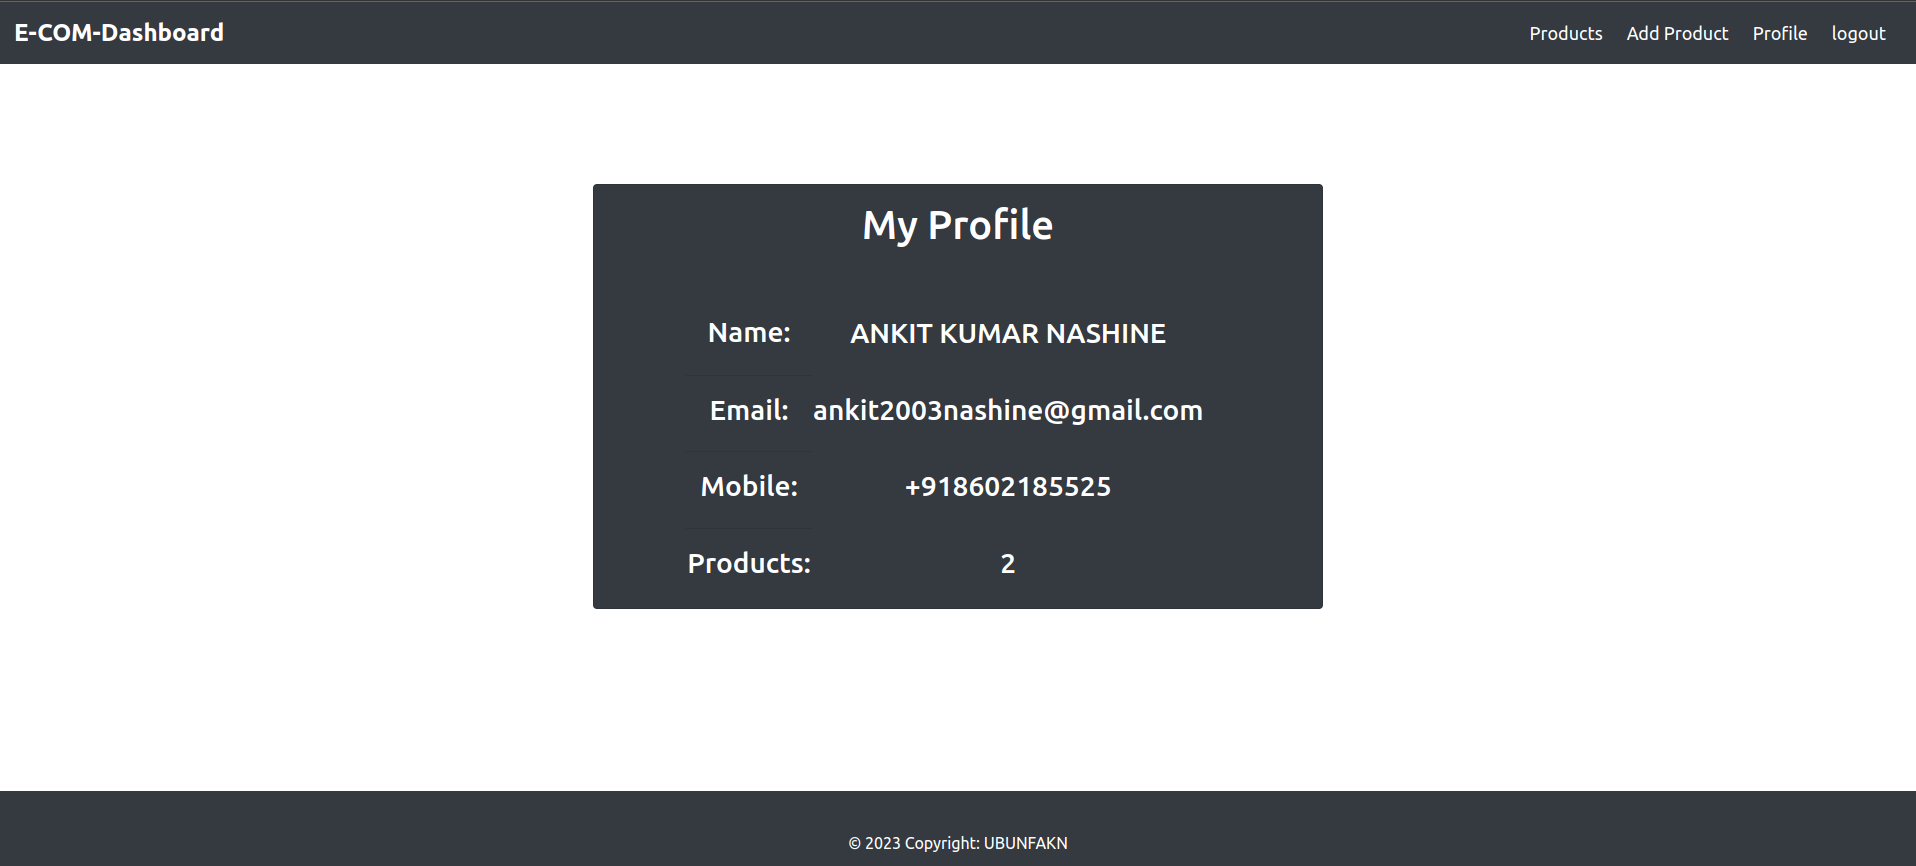 E-COM-Dashboard Products Add Product Profile logout
My Profile
Name: ANKIT KUMAR NASHINE
Email: ankit2003nashine@gmail.com
Mobile: +918602185525
Products: 2
© 2023 Copyright: UBUNFAKN